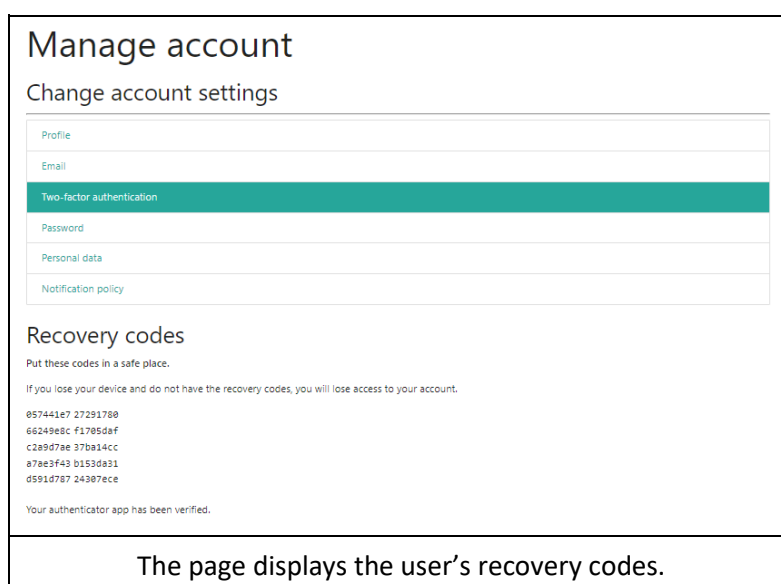 Manage account
Change account settings
Profile
Email
Two-factor authentication
Password
Personal data
Notification policy
Recovery codes
Put these codes in a safe place.
If you lose your device and do not have the recovery codes, you will lose access to your account.
057441e7 27291780
66249e8c f1705daf
c2a9d7ae 37ba14cc
a7ae3f43 b153da31
d591d787 24307ece
Your authenticator app has been verified.
The page displays the user’s recovery codes.